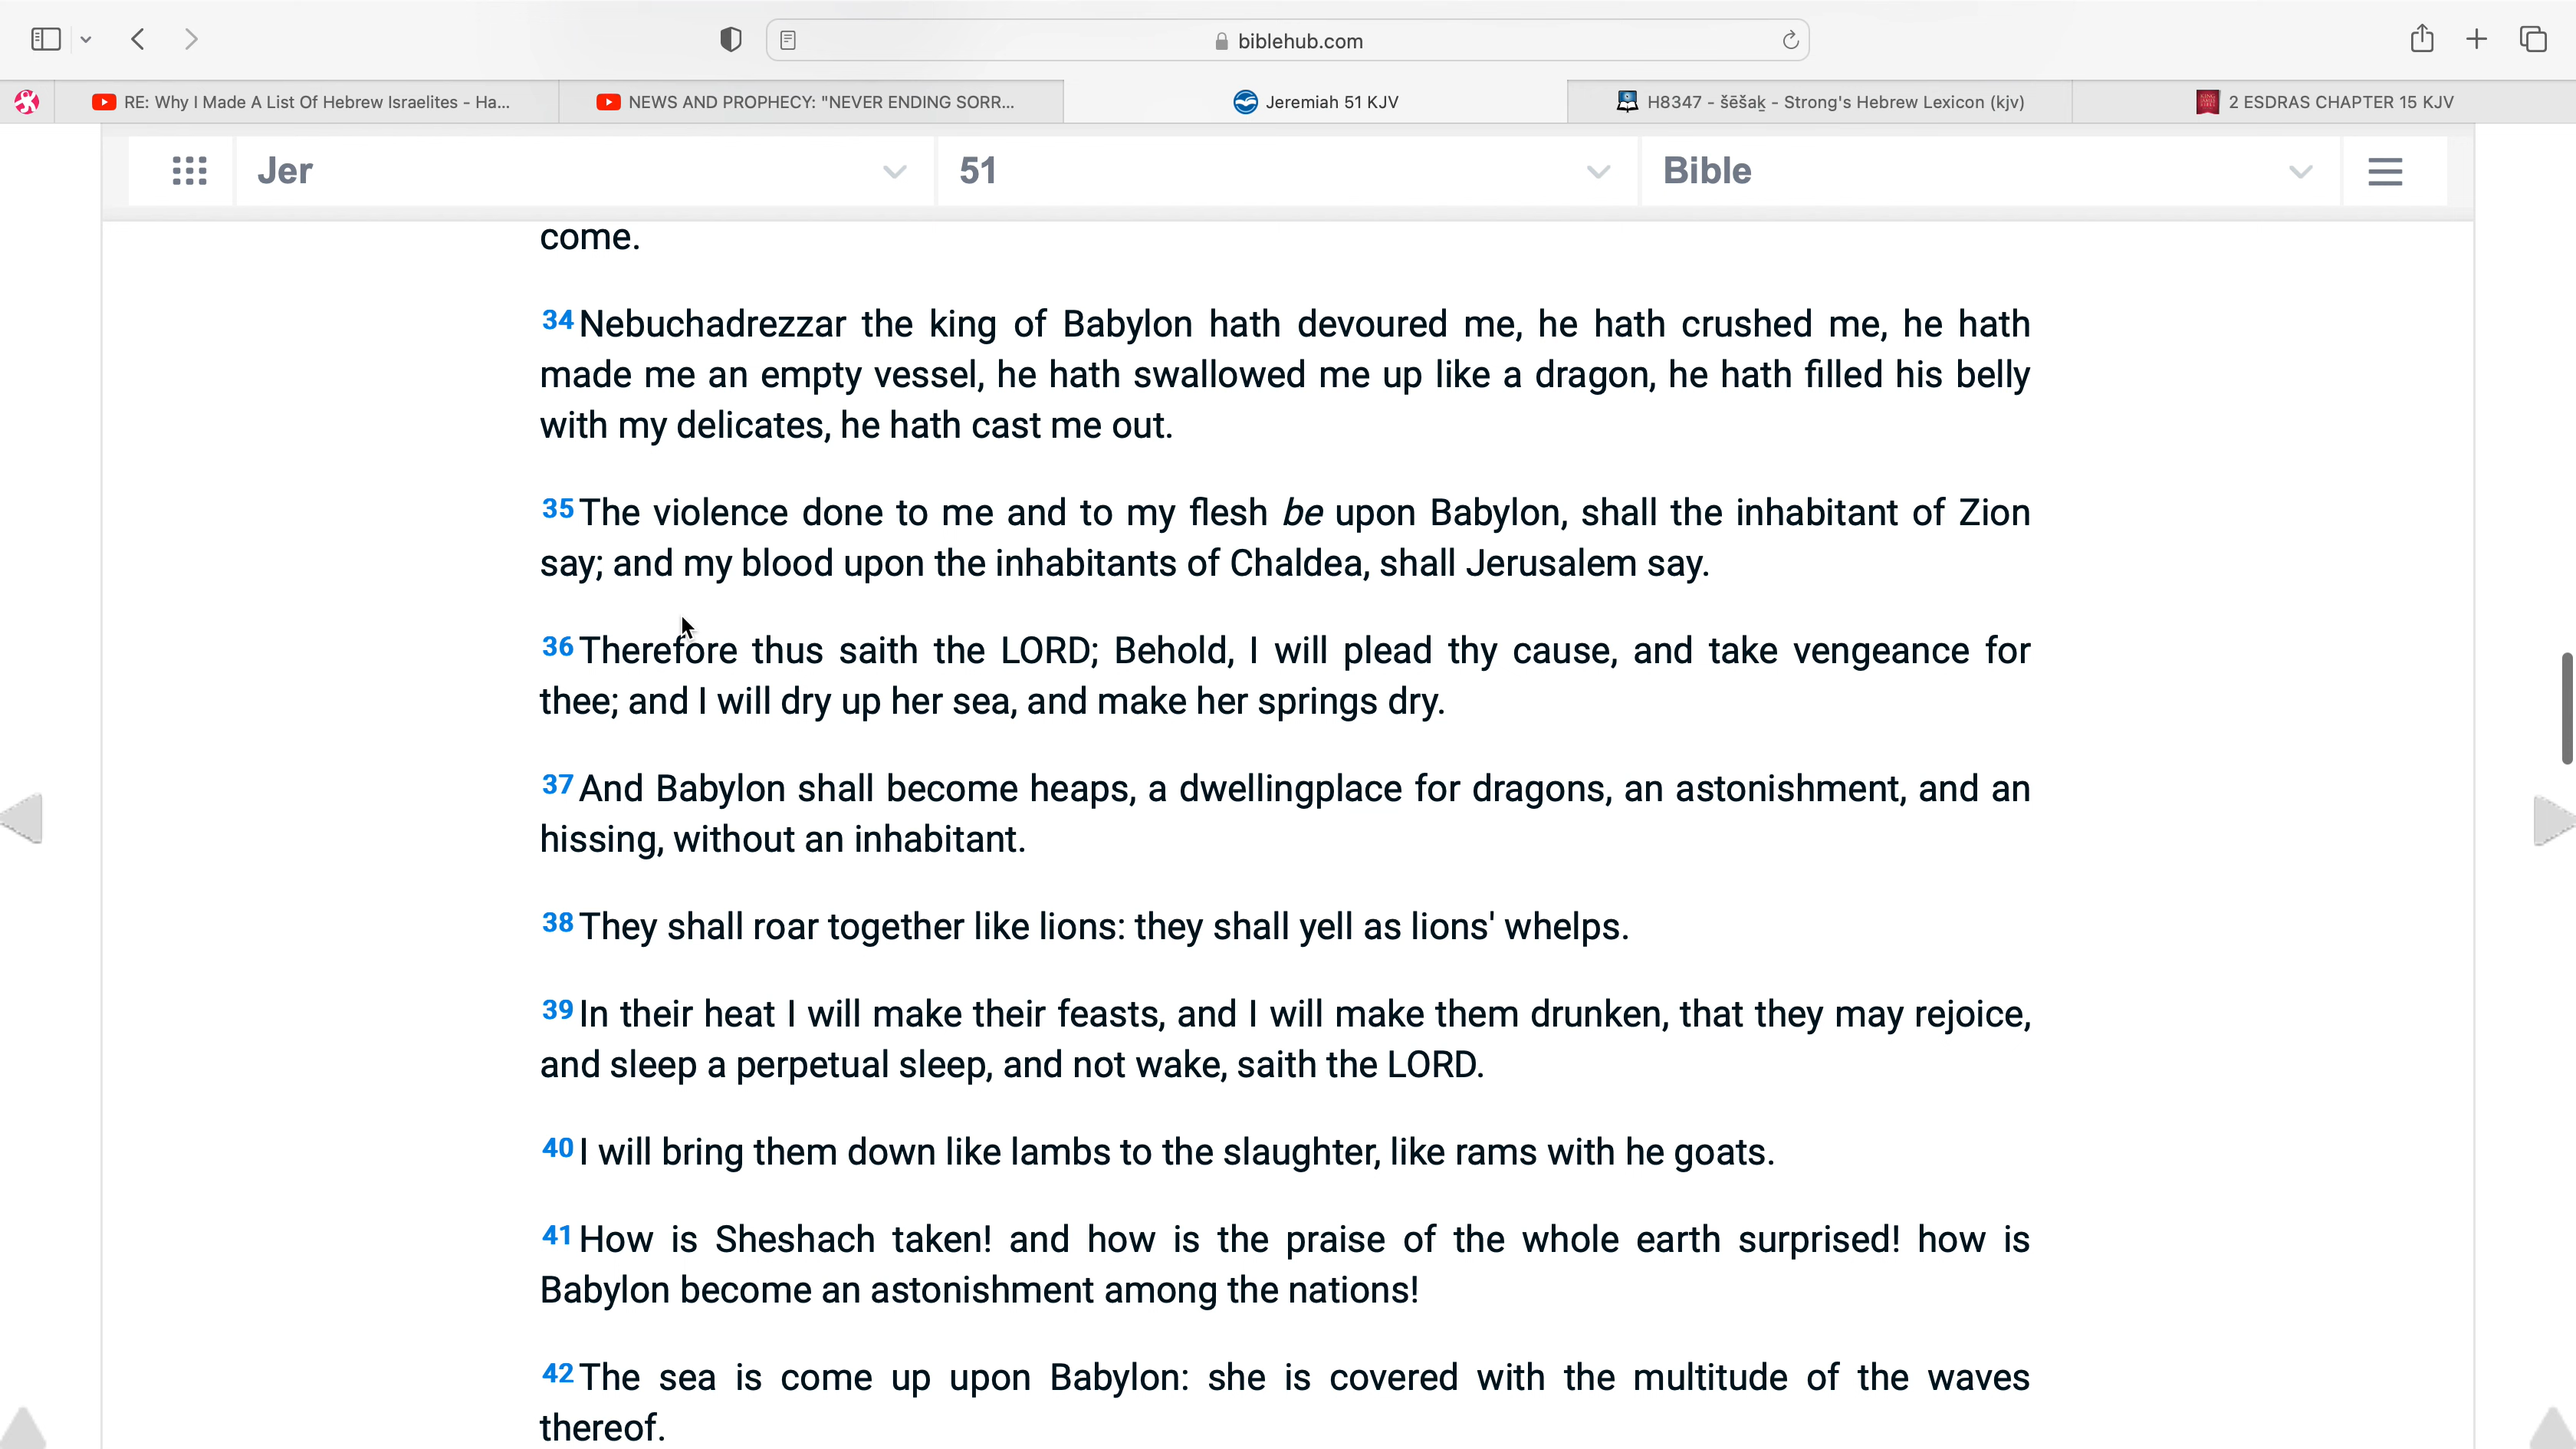 biblehub.com
RE: Why I Made A List Of Hebrew Israelites - Ha...
NEWS AND PROPHECY: "NEVER ENDING SORR...
Jeremiah 51 KJV
H8347 - šēšaḵ - Strong's Hebrew Lexicon (kjv)
2 ESDRAS CHAPTER 15 KJV
Jer
51
Bible
come.
34 Nebuchadrezzar the king of Babylon hath devoured me, he hath crushed me, he hath
made me an empty vessel, he hath swallowed me up like a dragon, he hath filled his belly
with my delicates, he hath cast me out.
35 The violence done to me and to my flesh be upon Babylon, shall the inhabitant of Zion
say; and my blood upon the inhabitants of Chaldea, shall Jerusalem say.
36 Therefore thus saith the LORD; Behold, I will plead thy cause, and take vengeance for
thee; and I will dry up her sea, and make her springs dry.
37 And Babylon shall become heaps, a dwellingplace for dragons, an astonishment, and an
hissing, without an inhabitant.
38 They shall roar together like lions: they shall yell as lions' whelps.
39 In their heat I will make their feasts, and I will make them drunken, that they may rejoice,
and sleep a perpetual sleep, and not wake, saith the LORD.
40 I will bring them down like lambs to the slaughter, like rams with he goats.
41 How is Sheshach taken! and how is the praise of the whole earth surprised! how is
Babylon become an astonishment among the nations!
42 The sea is come up upon Babylon: she is covered with the multitude of the waves
thereof.